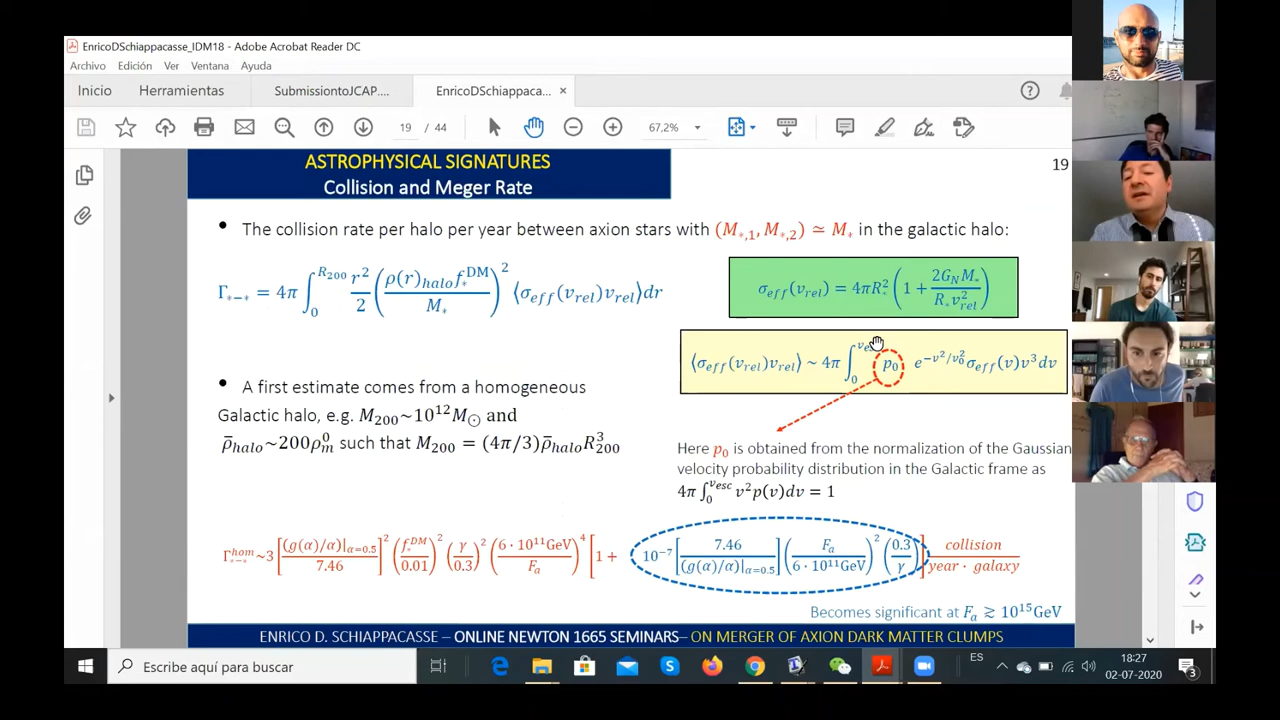 EnricoDSchiappacasse_IDM18 - Adobe Acrobat Reader DC
Archivo Edición Ver Ventana Ayuda
Inicio Herramientas SubmissiontoJCAP.... EnricoDSchiappaca... ×
19 / 44 67,2%
ASTROPHYSICAL SIGNATURES
Collision and Meger Rate
19
• The collision rate per halo per year between axion stars with (M∗,1, M∗,2) ≃ M∗ in the galactic halo:
Γ∗−∗ = 4π ∫₀^{R₂₀₀} r²/2 (ρ(r)halo f∗^DM / M∗)² ⟨σeff(vrel)vrel⟩dr
σeff(vrel) = 4πR∗² (1 + 2G_N M∗ / R∗v²rel)
⟨σeff(vrel)vrel⟩ ~ 4π ∫₀^{vesc} p₀ e^{−v²/v₀²} σeff(v)v³dv
• A first estimate comes from a homogeneous
Galactic halo, e.g. M₂₀₀~10¹²M⊙ and
ρ̄halo~200ρm⁰ such that M₂₀₀ = (4π/3)ρ̄halo R³₂₀₀
Here p₀ is obtained from the normalization of the Gaussian
velocity probability distribution in the Galactic frame as
4π ∫₀^{vesc} v²p(v)dv = 1
Γ∗−∗^hom ~3 [(g(α)/α)|α=0.5 / 7.46]² (f∗^DM / 0.01)² (γ / 0.3)² (6·10¹¹GeV / Fa)⁴ [1 + 10⁻⁷ [7.46 / (g(α)/α)|α=0.5] (Fa / 6·10¹¹GeV)² (0.3 / γ)] collision / year · galaxy
Becomes significant at Fa ≳ 10¹⁵GeV
ENRICO D. SCHIAPPACASSE – ONLINE NEWTON 1665 SEMINARS– ON MERGER OF AXION DARK MATTER CLUMPS
Escribe aquí para buscar
ES
18:27
02-07-2020
3